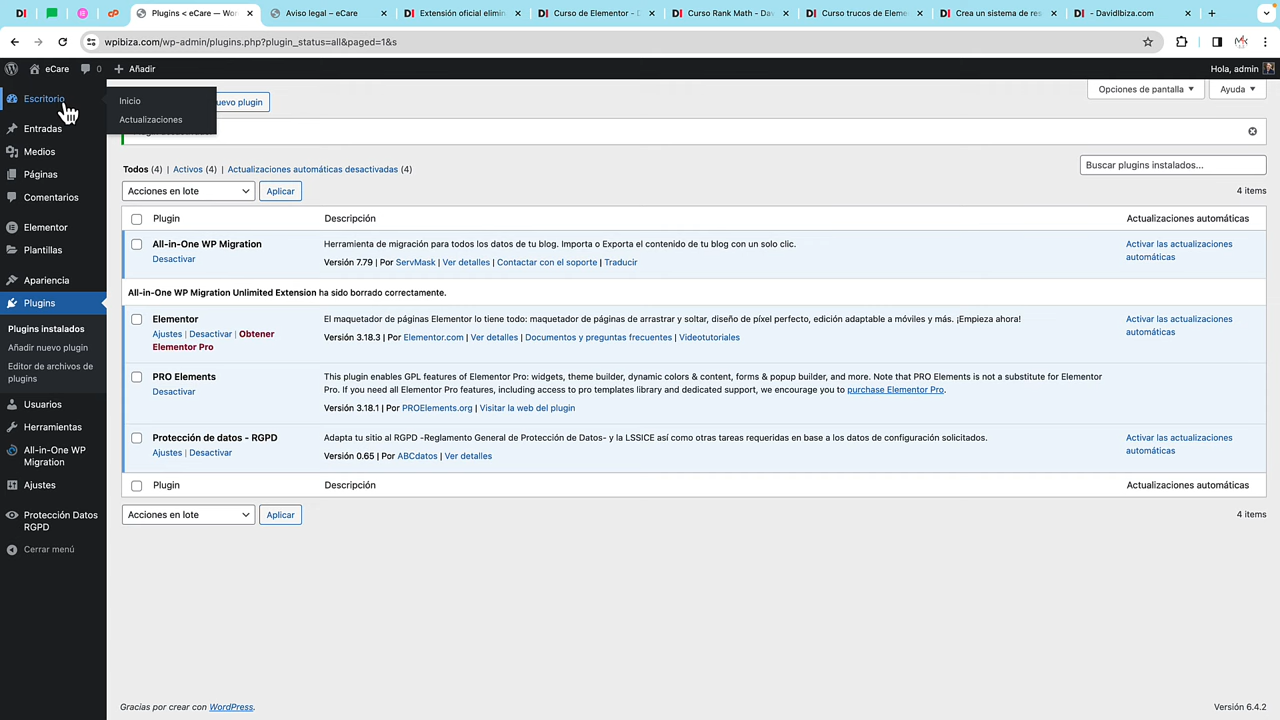 Plugins < eCare — WordPr
Aviso legal – eCare
Extensión oficial elimin
Curso de Elementor - D
Curso Rank Math - Dav
Curso trucos de Elemen
Crea un sistema de res
- DavidIbiza.com
wpibiza.com/wp-admin/plugins.php?plugin_status=all&paged=1&s
eCare
0
Añadir
Hola, admin
Escritorio
Inicio
Actualizaciones
Entradas
Medios
Páginas
Comentarios
Elementor
Plantillas
Apariencia
Plugins
Plugins instalados
Añadir nuevo plugin
Editor de archivos de
plugins
Usuarios
Herramientas
All-in-One WP
Migration
Ajustes
Protección Datos
RGPD
Cerrar menú
uevo plugin
Opciones de pantalla
Ayuda
Todos (4) | Activos (4) | Actualizaciones automáticas desactivadas (4)
Buscar plugins instalados...
Acciones en lote
Aplicar
4 items
Plugin
Descripción
Actualizaciones automáticas
All-in-One WP Migration
Desactivar
Herramienta de migración para todos los datos de tu blog. Importa o Exporta el contenido de tu blog con un solo clic.
Versión 7.79 | Por ServMask | Ver detalles | Contactar con el soporte | Traducir
Activar las actualizaciones
automáticas
All-in-One WP Migration Unlimited Extension ha sido borrado correctamente.
Elementor
Ajustes | Desactivar | Obtener
Elementor Pro
El maquetador de páginas Elementor lo tiene todo: maquetador de páginas de arrastrar y soltar, diseño de píxel perfecto, edición adaptable a móviles y más. ¡Empieza ahora!
Versión 3.18.3 | Por Elementor.com | Ver detalles | Documentos y preguntas frecuentes | Videotutoriales
Activar las actualizaciones
automáticas
PRO Elements
Desactivar
This plugin enables GPL features of Elementor Pro: widgets, theme builder, dynamic colors & content, forms & popup builder, and more. Note that PRO Elements is not a substitute for Elementor
Pro. If you need all Elementor Pro features, including access to pro templates library and dedicated support, we encourage you to purchase Elementor Pro.
Versión 3.18.1 | Por PROElements.org | Visitar la web del plugin
Protección de datos - RGPD
Ajustes | Desactivar
Adapta tu sitio al RGPD -Reglamento General de Protección de Datos- y la LSSICE así como otras tareas requeridas en base a los datos de configuración solicitados.
Versión 0.65 | Por ABCdatos | Ver detalles
Activar las actualizaciones
automáticas
Plugin
Descripción
Actualizaciones automáticas
Acciones en lote
Aplicar
4 items
Gracias por crear con WordPress.
Versión 6.4.2